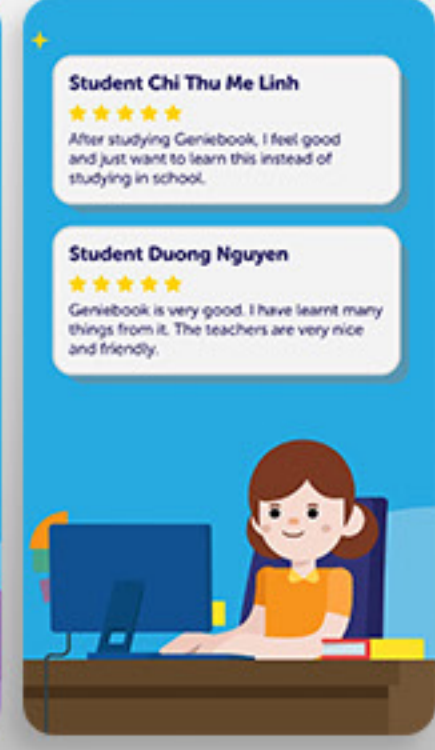 Student Chi Thu Me Linh
After studying Geniebook, I feel good
and just want to learn this instead of
studying in school.
Student Duong Nguyen
Geniebook is very good. I have learnt many
things from it. The teachers are very nice
and friendly.